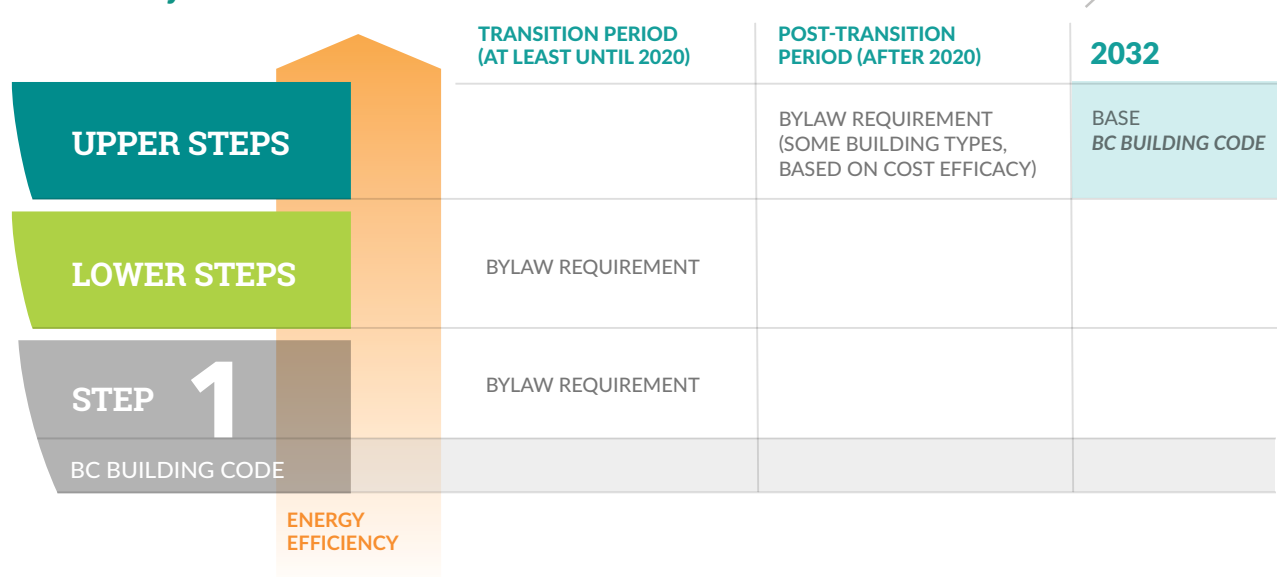 TRANSITION PERIOD
(AT LEAST UNTIL 2020)
POST-TRANSITION
PERIOD (AFTER 2020)
2032
UPPER STEPS
BYLAW REQUIREMENT
(SOME BUILDING TYPES,
BASED ON COST EFFICACY)
BASE
BC BUILDING CODE
LOWER STEPS
BYLAW REQUIREMENT
STEP 1
BYLAW REQUIREMENT
BC BUILDING CODE
ENERGY
EFFICIENCY